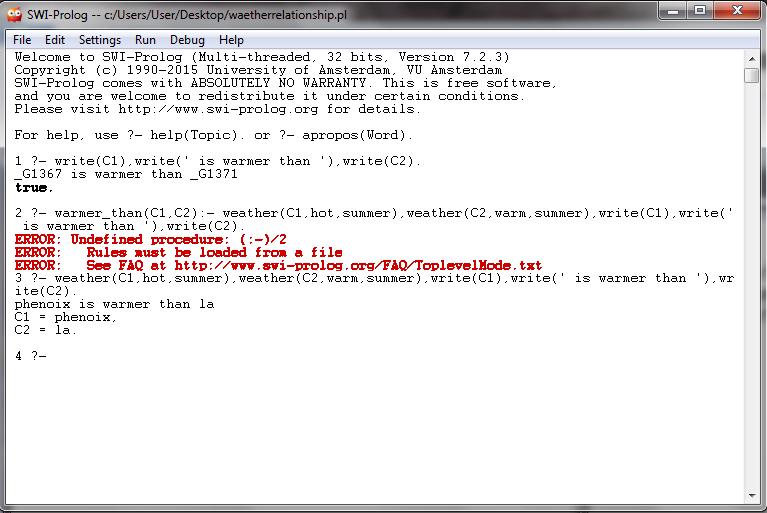 SWI-Prolog -- c:/Users/User/Desktop/waetherrelationship.pl
File Edit Settings Run Debug Help
Welcome to SWI-Prolog (Multi-threaded, 32 bits, Version 7.2.3)
Copyright (c) 1990-2015 University of Amsterdam, VU Amsterdam
SWI-Prolog comes with ABSOLUTELY NO WARRANTY. This is free software,
and you are welcome to redistribute it under certain conditions.
Please visit http://www.swi-prolog.org for details.
For help, use ?- help(Topic). or ?- apropos(Word).
1 ?- write(C1),write(' is warmer than '),write(C2).
_G1367 is warmer than _G1371
true.
2 ?- warmer_than(C1,C2):- weather(C1,hot,summer),weather(C2,warm,summer),write(C1),write('
 is warmer than '),write(C2).
ERROR: Undefined procedure: (:-)/2
ERROR:   Rules must be loaded from a file
ERROR:   See FAQ at http://www.swi-prolog.org/FAQ/ToplevelMode.txt
3 ?- weather(C1,hot,summer),weather(C2,warm,summer),write(C1),write(' is warmer than '),wr
ite(C2).
phenoix is warmer than la
C1 = phenoix,
C2 = la.
4 ?-